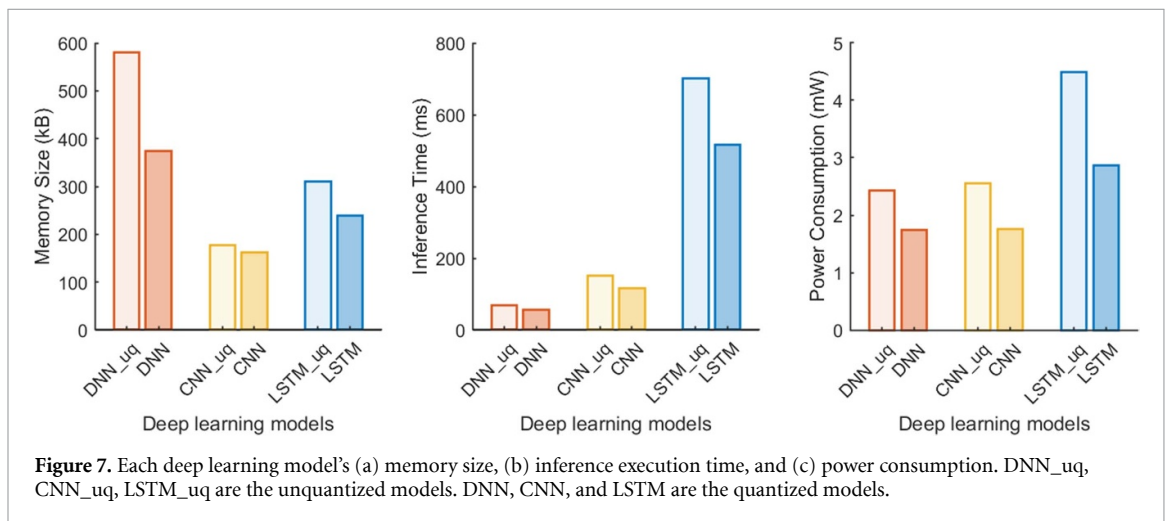 600
500
400
300
200
100
0
Memory Size (kB)
DNN_uq
DNN
CNN_uq
CNN
LSTM_uq
LSTM
Deep learning models
800
600
400
200
0
Inference Time (ms)
DNN_uq
DNN
CNN_uq
CNN
LSTM_uq
LSTM
Deep learning models
5
4
3
2
1
0
Power Consumption (mW)
DNN_uq
DNN
CNN_uq
CNN
LSTM_uq
LSTM
Deep learning models
Figure 7. Each deep learning model's (a) memory size, (b) inference execution time, and (c) power consumption. DNN_uq,
CNN_uq, LSTM_uq are the unquantized models. DNN, CNN, and LSTM are the quantized models.